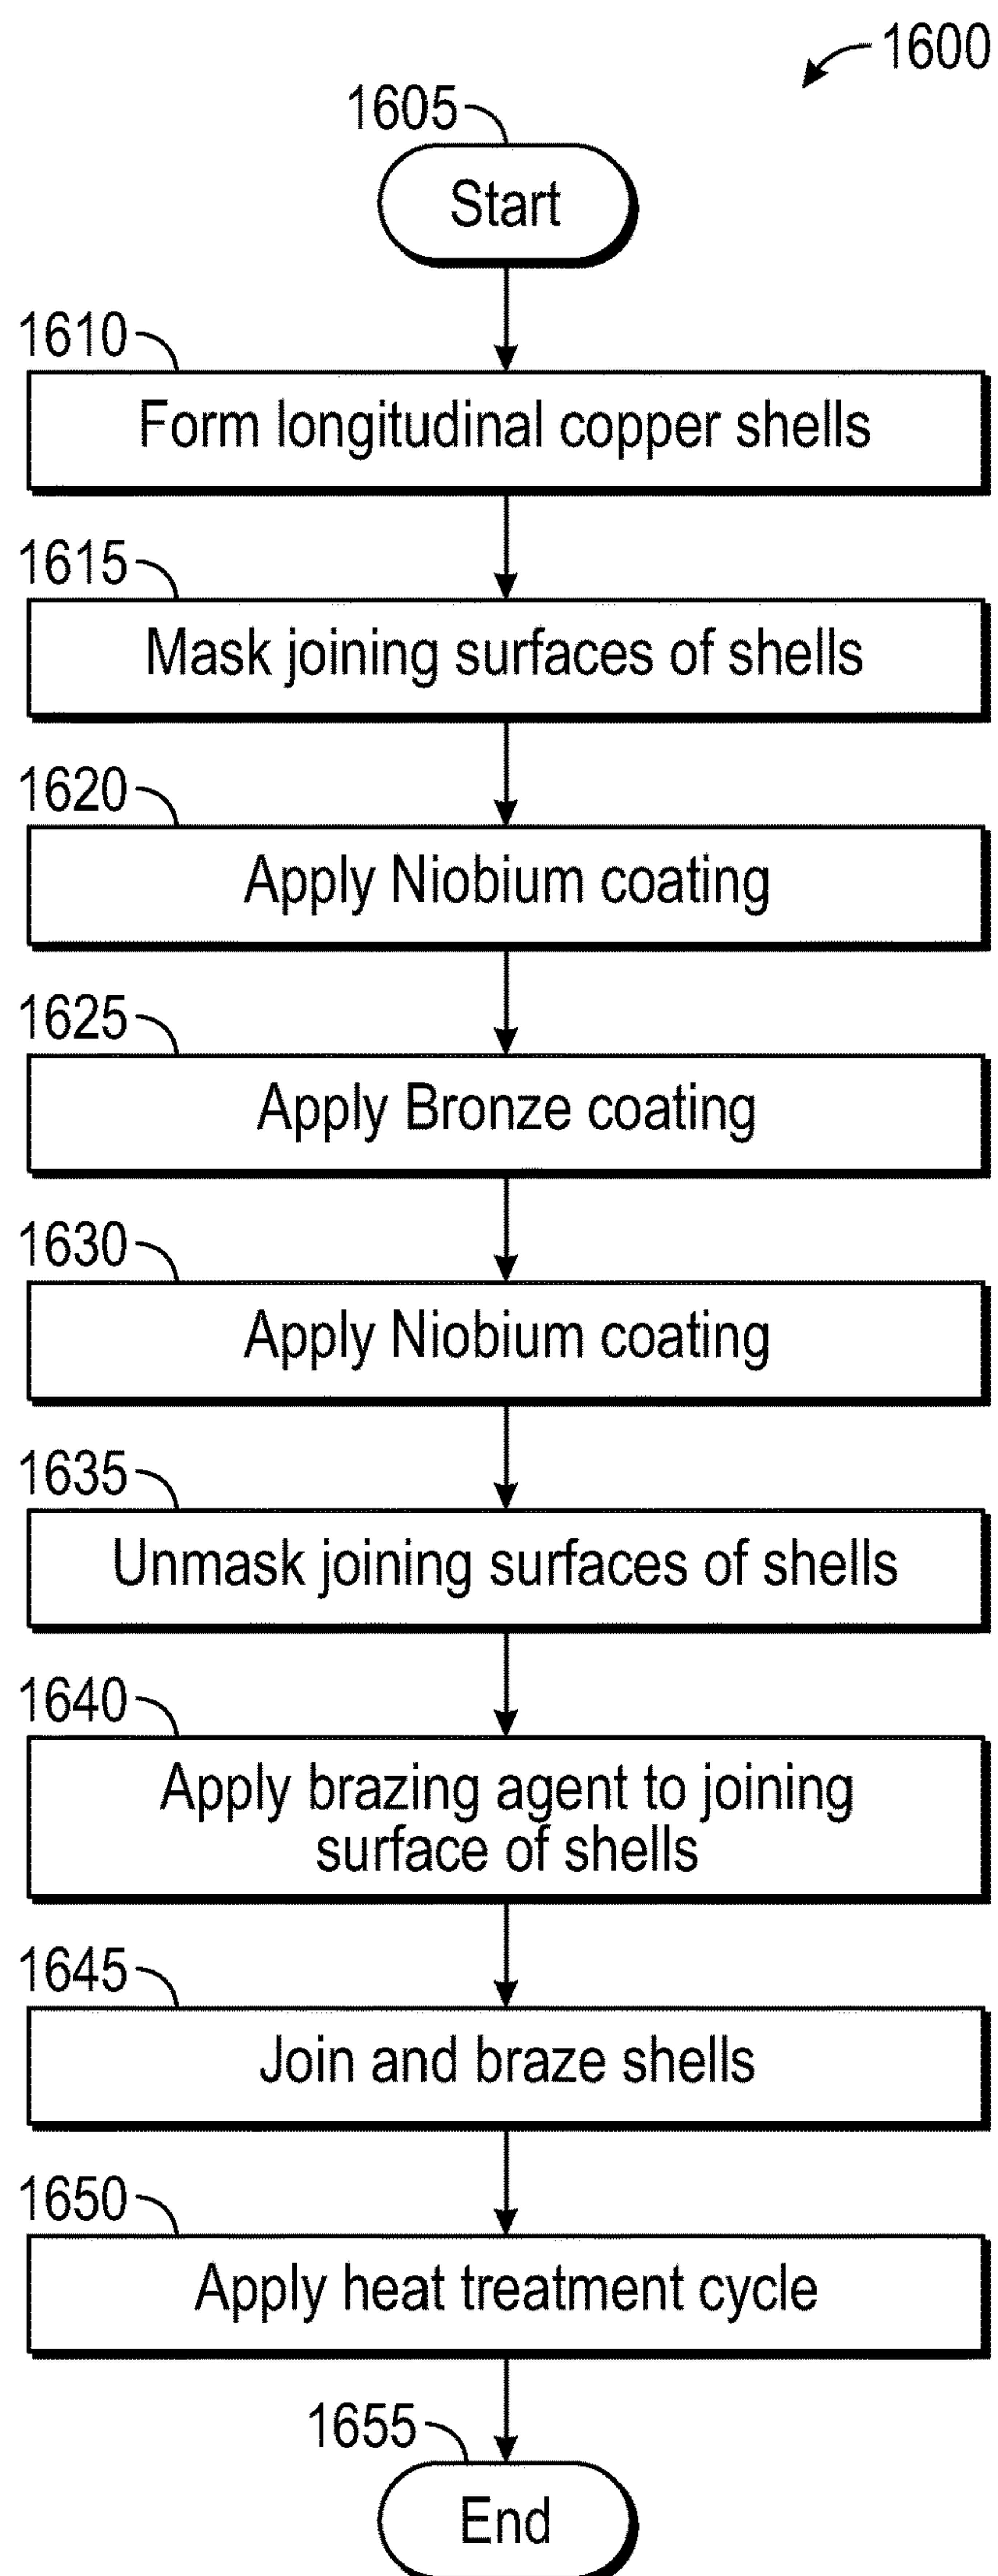 1600
1605
Start
1610
Form longitudinal copper shells
1615
Mask joining surfaces of shells
1620
Apply Niobium coating
1625
Apply Bronze coating
1630
Apply Niobium coating
1635
Unmask joining surfaces of shells
1640
Apply brazing agent to joining
surface of shells
1645
Join and braze shells
1650
Apply heat treatment cycle
1655
End